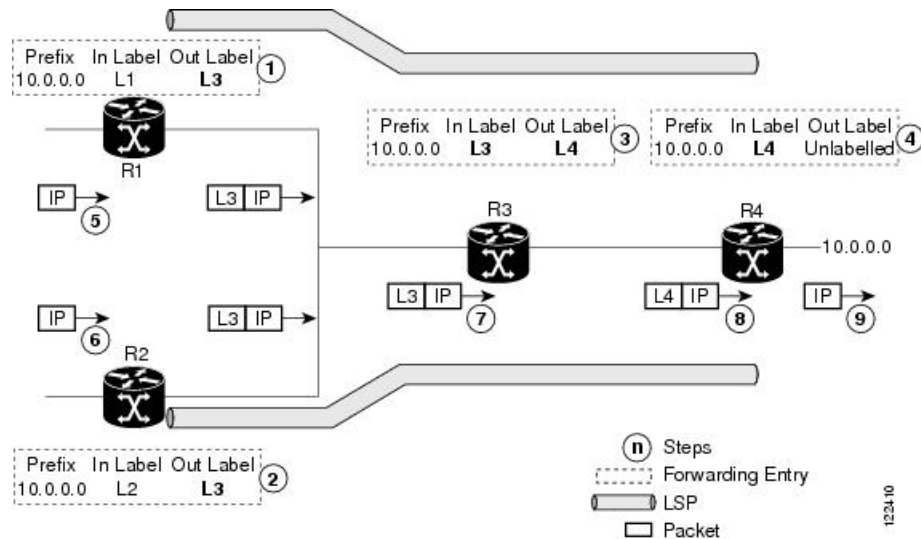 Prefix In Label Out Label
10.0.0.0 L1 L3
1
R1
Prefix In Label Out Label
10.0.0.0 L3 L4
3
Prefix In Label Out Label
10.0.0.0 L4 Unlabelled
4
IP
5
L3 IP
R3
R4
10.0.0.0
IP
6
L3 IP
L3 IP
7
L4 IP
8
IP
9
R2
Prefix In Label Out Label
10.0.0.0 L2 L3
2
n Steps
Forwarding Entry
LSP
Packet
122410